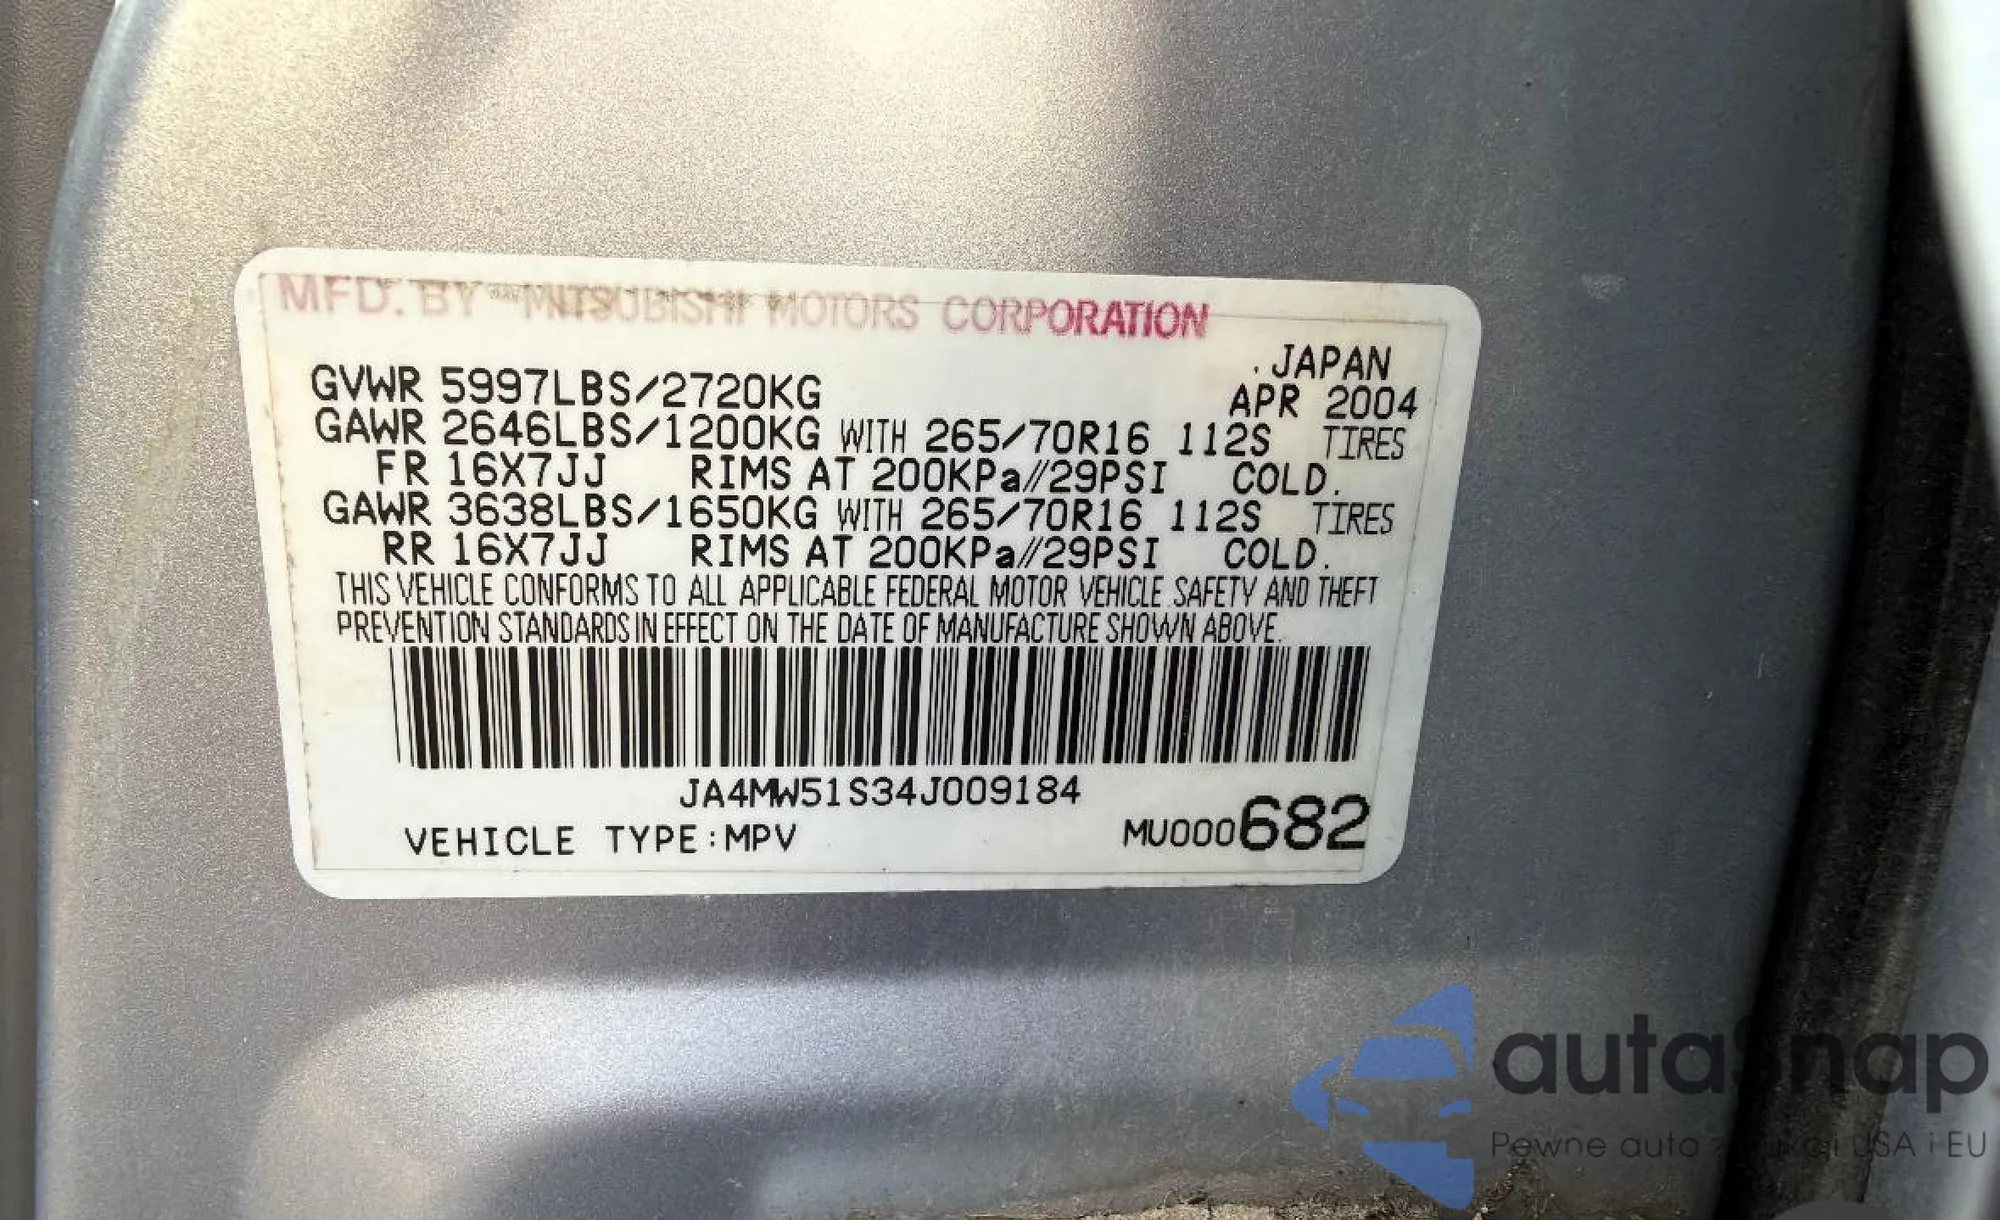 MFD. BY MITSUBISHI MOTORS CORPORATION
JAPAN
GVWR 5997LBS/2720KG APR 2004
GAWR 2646LBS/1200KG WITH 265/70R16 112S TIRES
FR 16X7JJ RIMS AT 200KPa//29PSI COLD.
GAWR 3638LBS/1650KG WITH 265/70R16 112S TIRES
RR 16X7JJ RIMS AT 200KPa//29PSI COLD.
THIS VEHICLE CONFORMS TO ALL APPLICABLE FEDERAL MOTOR VEHICLE SAFETY AND THEFT
PREVENTION STANDARDS IN EFFECT ON THE DATE OF MANUFACTURE SHOWN ABOVE.
JA4MW51S34J009184
VEHICLE TYPE:MPV MU000682
autaSnap
Pewne auto z aukcji USA i EU